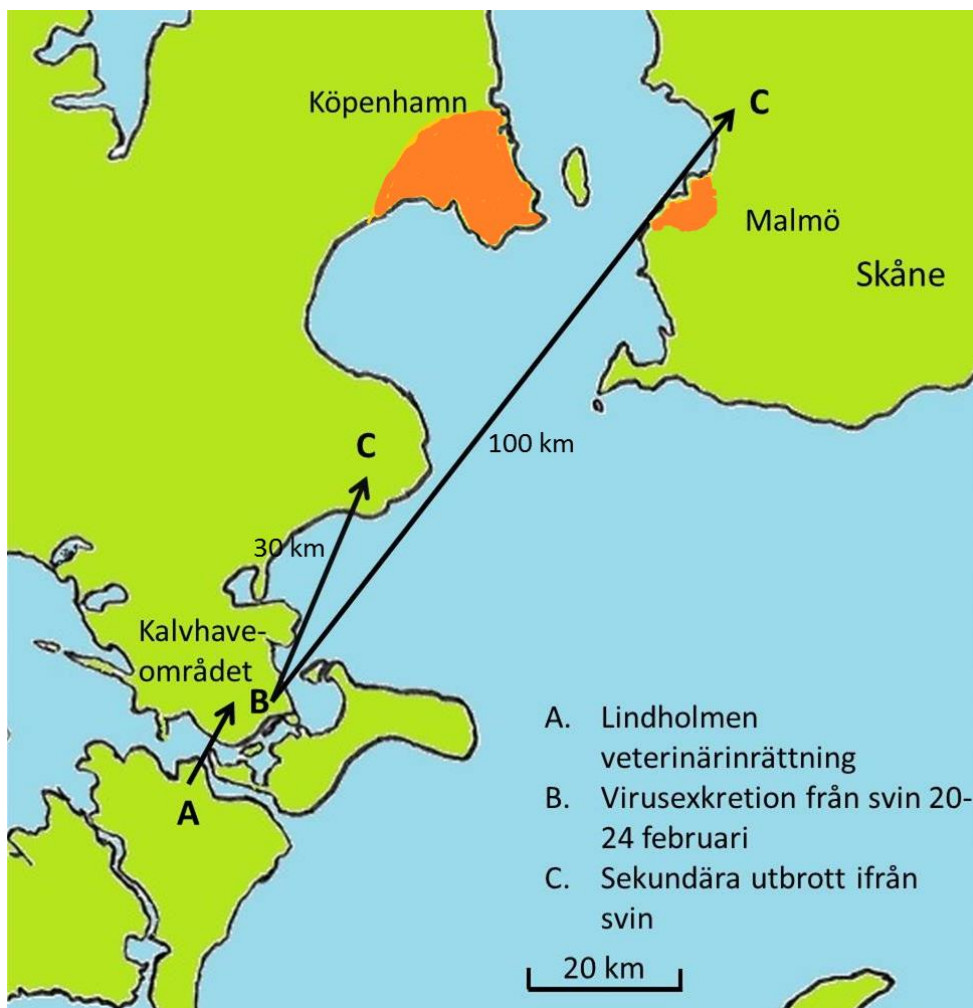 Köpenhamn
C
Malmö
Skåne
C
100 km
30 km
Kalvhave-
området
B
A
A. Lindholmen
veterinärinrättning
B. Virusexkretion från svin 20-
24 februari
C. Sekundära utbrott ifrån
svin
20 km